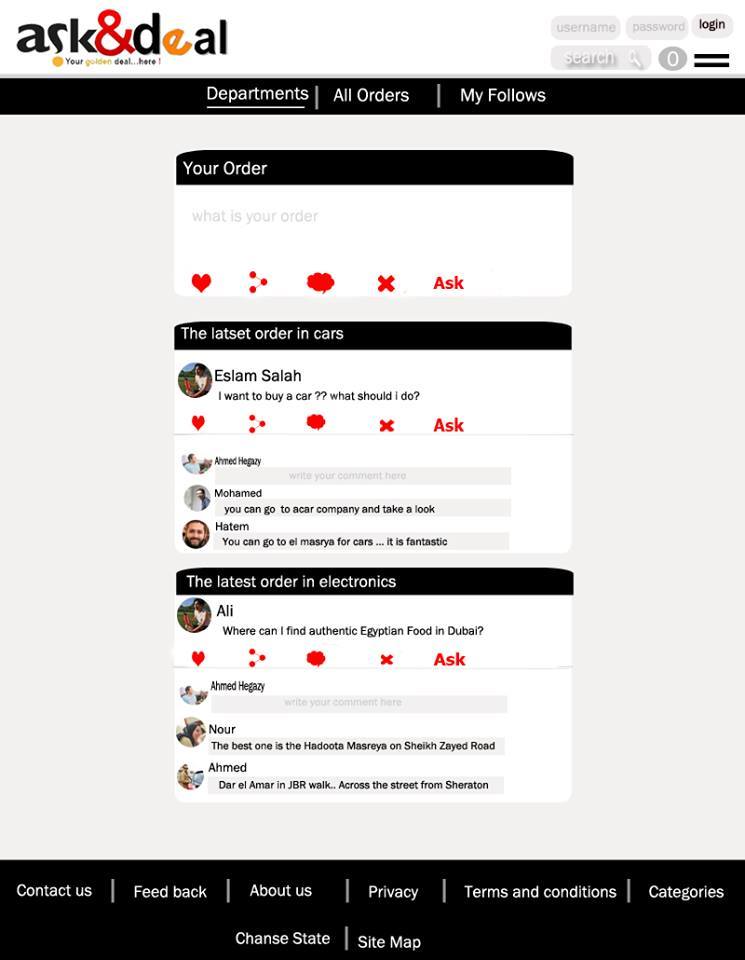 ask&deal
Your golden deal...here !
username password login
search 0
Departments All Orders My Follows
Your Order
what is your order
Ask
The latset order in cars
Eslam Salah
I want to buy a car ?? what should i do?
Ask
Ahmed Hegazy
write your comment here
Mohamed
you can go to acar company and take a look
Hatem
You can go to el masrya for cars ... it is fantastic
The latest order in electronics
Ali
Where can I find authentic Egyptian Food in Dubai?
Ask
Ahmed Hegazy
write your comment here
Nour
The best one is the Hadoota Masreya on Sheikh Zayed Road
Ahmed
Dar el Amar in JBR walk.. Across the street from Sheraton
Contact us Feed back About us Privacy Terms and conditions Categories
Chanse State Site Map